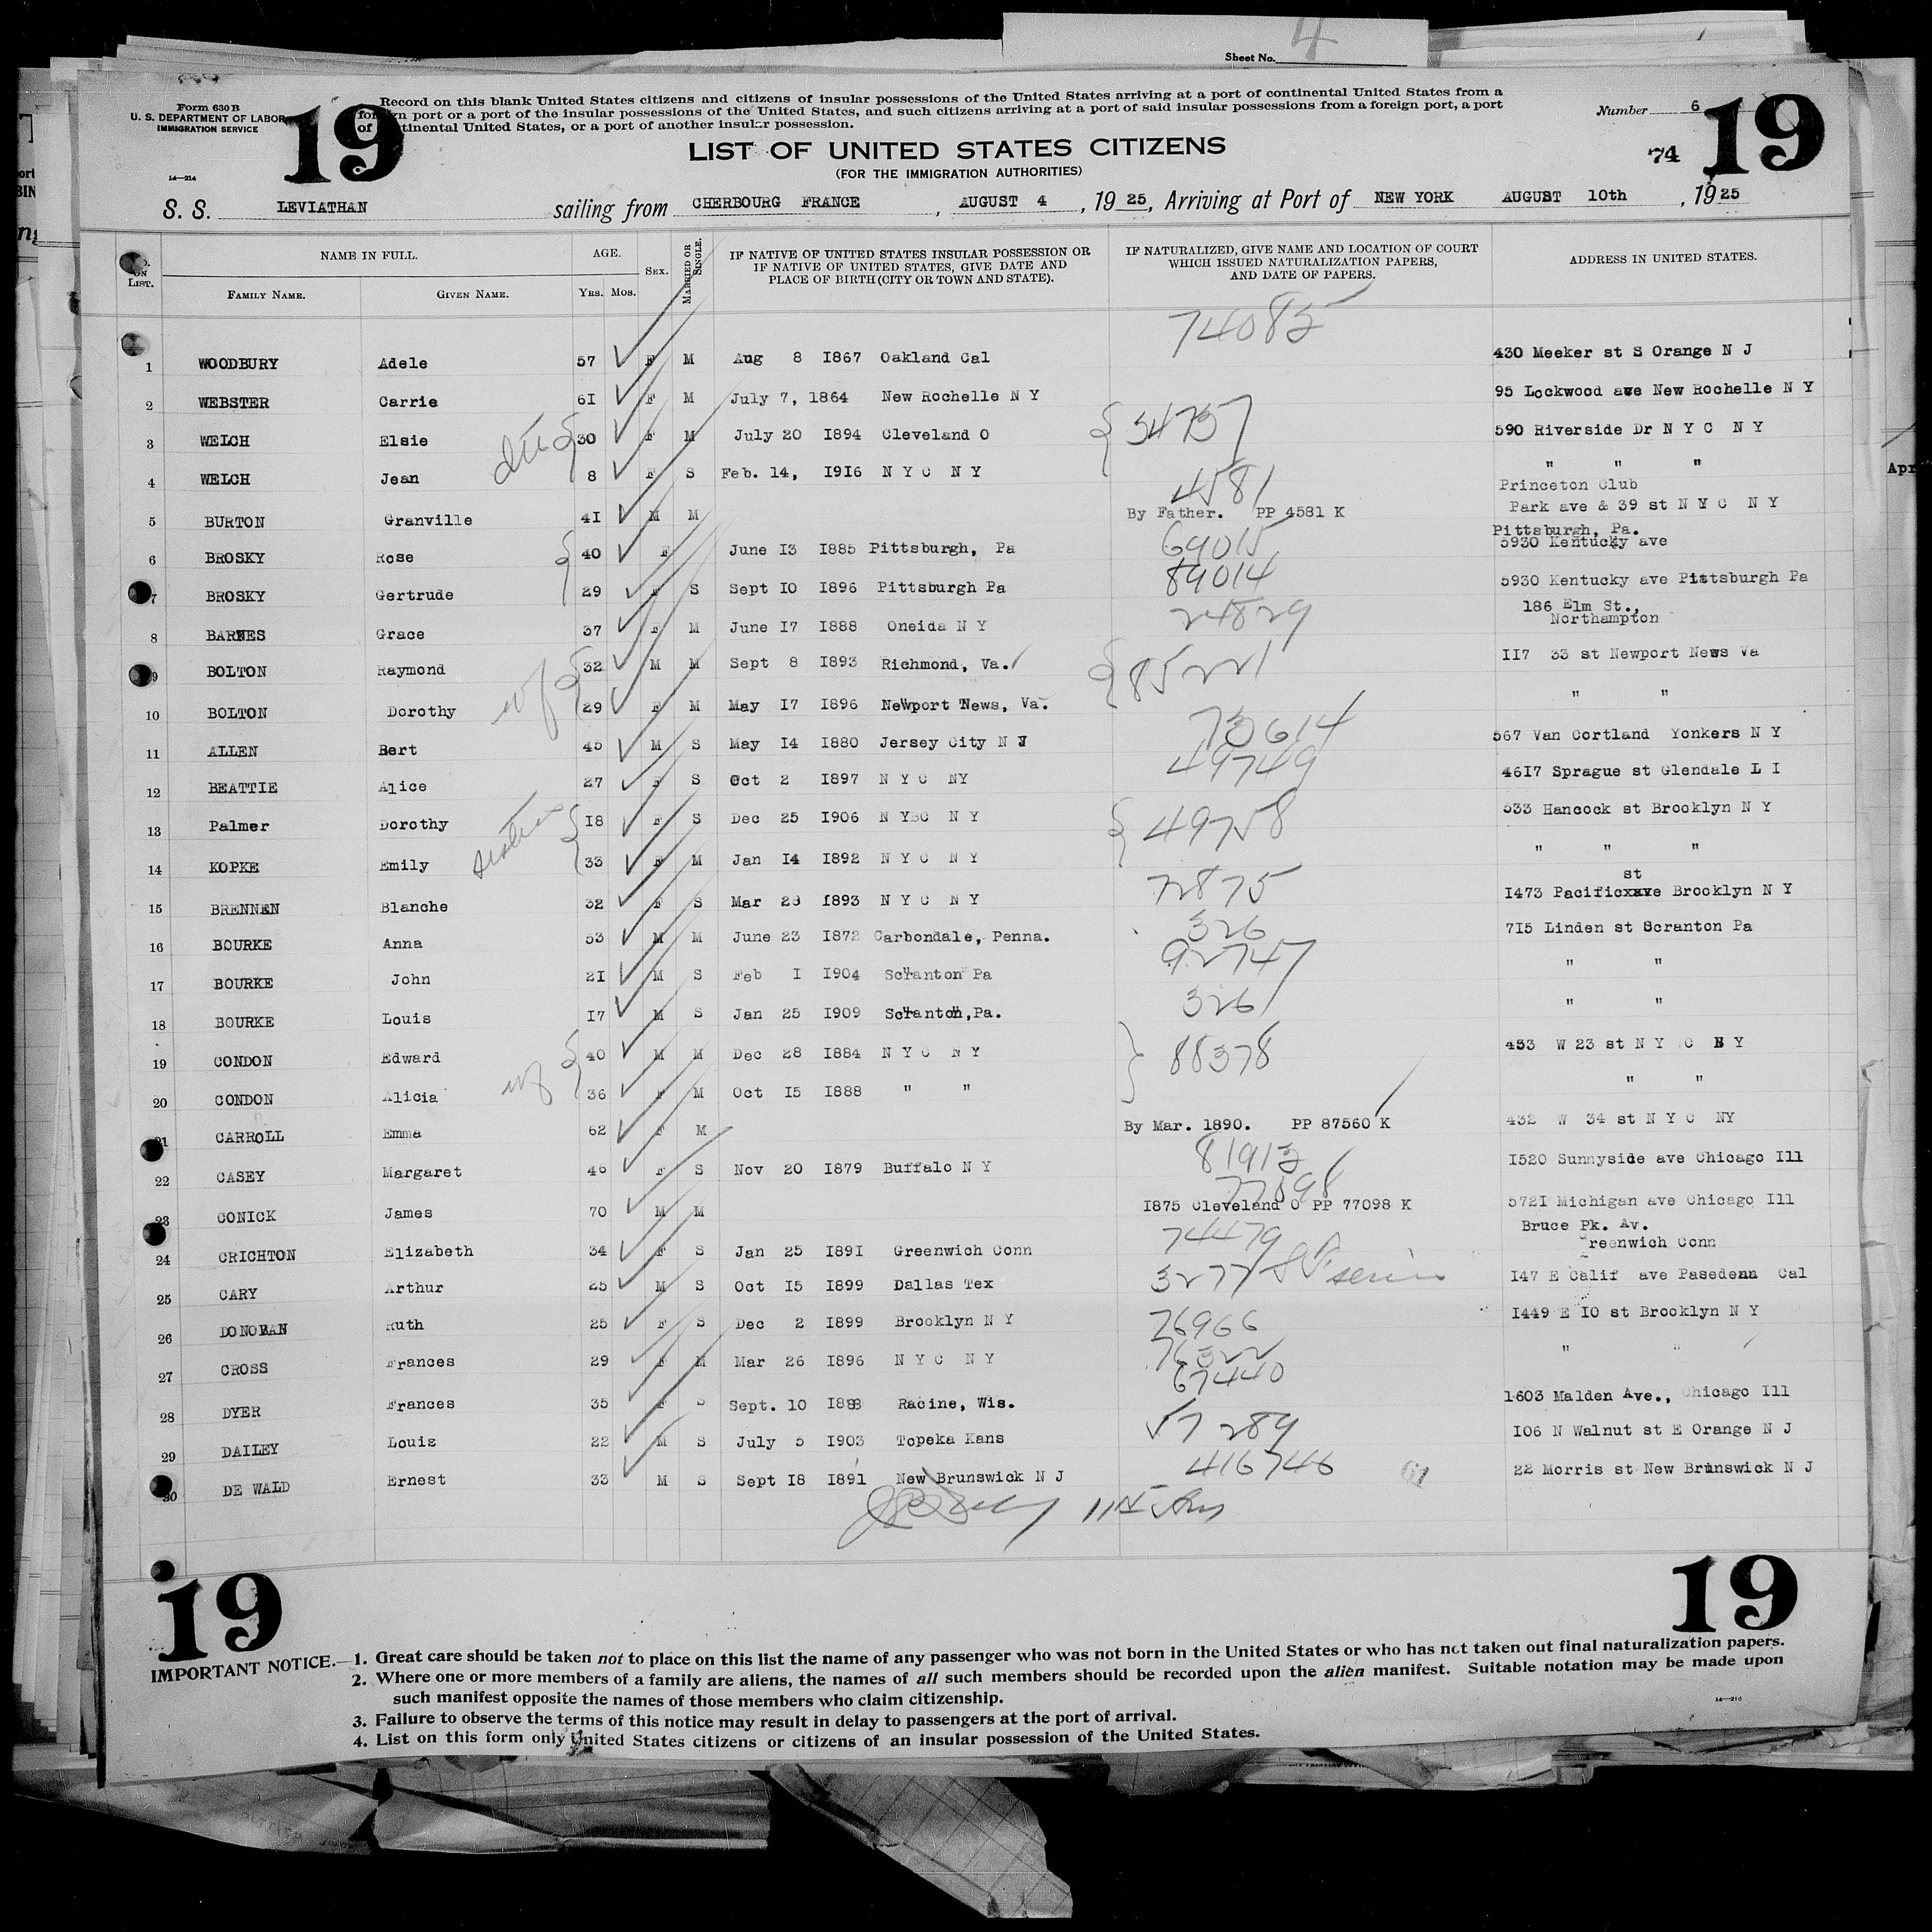 Sheet No. 4
Form 630 B
U. S. DEPARTMENT OF LABOR
IMMIGRATION SERVICE
14—214
19
Record on this blank United States citizens and citizens of insular possessions of the United States arriving at a port of continental United States from a
foreign port or a port of the insular possessions of the United States, and such citizens arriving at a port of said insular possessions from a foreign port, a port
of continental United States, or a port of another insular possession.
Number 6
19
LIST OF UNITED STATES CITIZENS
(FOR THE IMMIGRATION AUTHORITIES)
74
S. S. LEVIATHAN sailing from CHERBOURG FRANCE, AUGUST 4, 1925, Arriving at Port of NEW YORK AUGUST 10th, 1925
No. ON LIST. NAME IN FULL. AGE. SEX. MARRIED OR SINGLE. IF NATIVE OF UNITED STATES INSULAR POSSESSION OR IF NATIVE OF UNITED STATES, GIVE DATE AND PLACE OF BIRTH (CITY OR TOWN AND STATE). IF NATURALIZED, GIVE NAME AND LOCATION OF COURT WHICH ISSUED NATURALIZATION PAPERS, AND DATE OF PAPERS. ADDRESS IN UNITED STATES.
FAMILY NAME. GIVEN NAME. YRS. MOS.
74085
1 WOODBURY Adele 57 F M Aug 8 1867 Oakland Cal 430 Meeker st S Orange N J
2 WEBSTER Carrie 61 F M July 7, 1864 New Rochelle N Y 95 Lockwood ave New Rochelle N Y
3 WELCH Elsie 30 F M July 20 1894 Cleveland O 54737 590 Riverside Dr N Y C N Y
4 WELCH Jean 8 F S Feb. 14, 1916 N Y C N Y " " "
4581 Princeton Club
5 BURTON Granville 41 M M By Father. PP 4581 K Park ave & 39 st N Y C N Y
Pittsburgh, Pa.
6 BROSKY Rose 40 F June 13 1885 Pittsburgh, Pa 69015 5930 Kentucky ave
7 BROSKY Gertrude 29 F S Sept 10 1896 Pittsburgh Pa 89014 5930 Kentucky ave Pittsburgh Pa
186 Elm St.,
8 BARNES Grace 37 F M June 17 1888 Oneida N Y 24829 Northampton
9 BOLTON Raymond 32 M M Sept 8 1893 Richmond, Va. 85221 117 33 st Newport News Va
10 BOLTON Dorothy wf 29 F M May 17 1896 Newport News, Va. " "
11 ALLEN Bert 45 M S May 14 1880 Jersey City N J 73614 567 Van Cortland Yonkers N Y
12 BEATTIE Alice 27 F S Oct 2 1897 N Y C NY 49749 4617 Sprague st Glendale L I
13 Palmer Dorothy 18 F S Dec 25 1906 N Y C N Y 49758 533 Hancock st Brooklyn N Y
14 KOPKE Emily 33 F M Jan 14 1892 N Y C N Y " " "
st
15 BRENNEN Blanche 32 F S Mar 29 1893 N Y C N Y 72875 1473 Pacificxave Brooklyn N Y
16 BOURKE Anna 53 M M June 23 1872 Carbondale, Penna. 326 715 Linden st Scranton Pa
17 BOURKE John 21 M S Feb 1 1904 Scranton Pa 92747 " "
18 BOURKE Louis 17 M S Jan 25 1909 Scranton, Pa. 326 " "
19 CONDON Edward 40 M M Dec 28 1884 N Y C N Y 88378 453 W 23 st N Y C N Y
20 CONDON Alicia 36 F M Oct 15 1888 " " " "
21 CARROLL Emma 62 F M By Mar. 1890. PP 87560 K 432 W 34 st N Y C NY
22 CASEY Margaret 46 F S Nov 20 1879 Buffalo N Y 81913 1520 Sunnyside ave Chicago Ill
77098
23 CONICK James 70 M M 1875 Cleveland O PP 77098 K 5721 Michigan ave Chicago Ill
Bruce Pk. Av.
24 CRICHTON Elizabeth 34 F S Jan 25 1891 Greenwich Conn 74479 Greenwich Conn
25 CARY Arthur 25 M S Oct 15 1899 Dallas Tex 3277 147 E Calif ave Pasedena Cal
26 DONOVAN Ruth 25 F S Dec 2 1899 Brooklyn N Y 76966 1449 E 10 st Brooklyn N Y
27 CROSS Frances 29 F M Mar 26 1896 N Y C N Y 76322 " "
28 DYER Frances 35 F S Sept. 10 1888 Racine, Wis. 67440 1603 Malden Ave., Chicago Ill
29 DAILEY Louis 22 M S July 5 1903 Topeka Kans 57289 106 N Walnut st E Orange N J
30 DE WALD Ernest 33 M S Sept 18 1891 New Brunswick N J 416746 61 22 Morris st New Brunswick N J
19
19
IMPORTANT NOTICE.—1. Great care should be taken not to place on this list the name of any passenger who was not born in the United States or who has not taken out final naturalization papers.
2. Where one or more members of a family are aliens, the names of all such members should be recorded upon the alien manifest. Suitable notation may be made upon
such manifest opposite the names of those members who claim citizenship.
3. Failure to observe the terms of this notice may result in delay to passengers at the port of arrival.
4. List on this form only United States citizens or citizens of an insular possession of the United States.
14—214